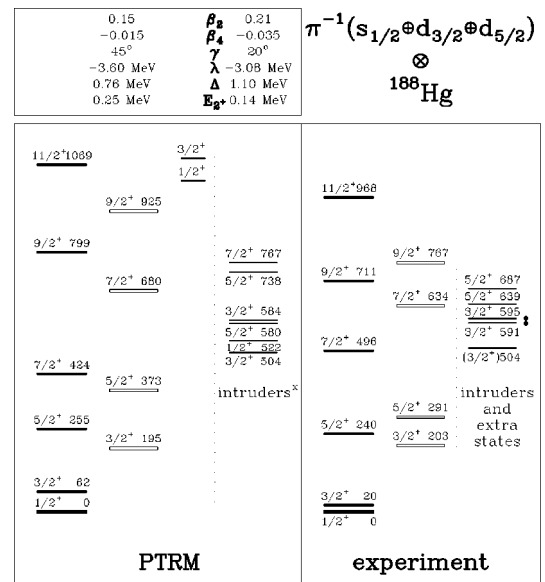 0.15 β₂ 0.21
−0.015 β₄ −0.035
45° γ 20°
−3.60 MeV λ −3.08 MeV
0.76 MeV Δ 1.10 MeV
0.25 MeV E₂⁺ 0.14 MeV
π⁻¹(s₁/₂⊕d₃/₂⊕d₅/₂)
⊗
¹⁸⁸Hg
3/2⁺
11/2⁺1069
1/2⁺
9/2⁺ 925
9/2⁺ 799
7/2⁺ 767
7/2⁺ 680
5/2⁺ 738
3/2⁺ 584
5/2⁺ 580
1/2⁺ 522
3/2⁺ 504
7/2⁺ 424
5/2⁺ 373
intrudersˣ
5/2⁺ 255
3/2⁺ 195
3/2⁺ 62
1/2⁺ 0
PTRM
11/2⁺968
9/2⁺ 767
9/2⁺ 711
5/2⁺ 687
7/2⁺ 634
5/2⁺ 639
3/2⁺ 595
7/2⁺ 496
3/2⁺ 591
(3/2⁺)504
5/2⁺ 291
intruders
and
extra
states
5/2⁺ 240
3/2⁺ 203
3/2⁺ 20
1/2⁺ 0
experiment